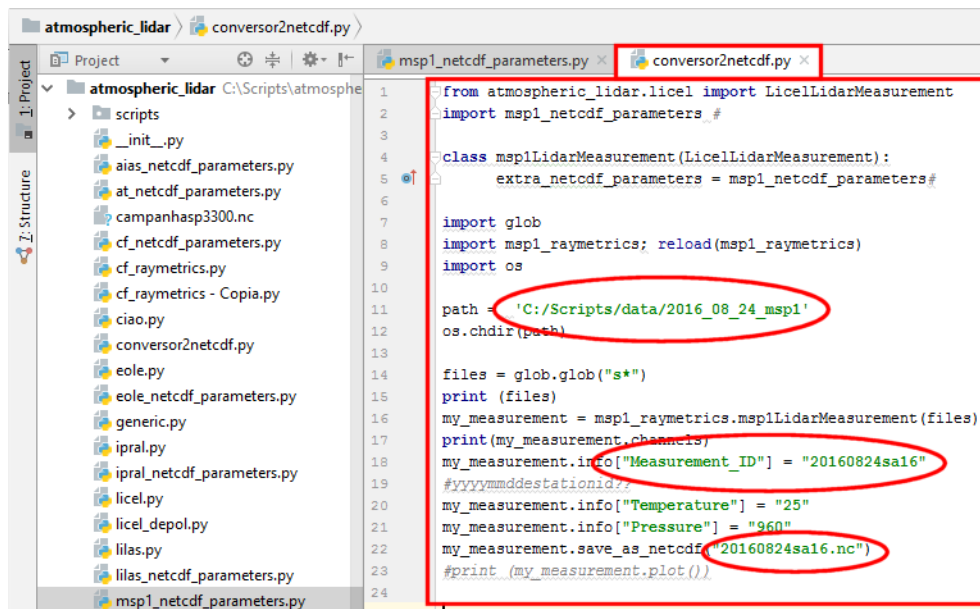 atmospheric_lidar conversor2netcdf.py
1: Project
7: Structure
Project
atmospheric_lidar C:\Scripts\atmosphe
scripts
__init__.py
aias_netcdf_parameters.py
at_netcdf_parameters.py
campanhasp3300.nc
cf_netcdf_parameters.py
cf_raymetrics.py
cf_raymetrics - Copia.py
ciao.py
conversor2netcdf.py
eole.py
eole_netcdf_parameters.py
generic.py
ipral.py
ipral_netcdf_parameters.py
licel.py
licel_depol.py
lilas.py
lilas_netcdf_parameters.py
msp1_netcdf_parameters.py
msp1_netcdf_parameters.py conversor2netcdf.py
1 from atmospheric_lidar.licel import LicelLidarMeasurement
2 import msp1_netcdf_parameters #
3
4 class msp1LidarMeasurement(LicelLidarMeasurement):
5 extra_netcdf_parameters = msp1_netcdf_parameters#
6
7 import glob
8 import msp1_raymetrics; reload(msp1_raymetrics)
9 import os
10
11 path = 'C:/Scripts/data/2016_08_24_msp1'
12 os.chdir(path)
13
14 files = glob.glob("s*")
15 print (files)
16 my_measurement = msp1_raymetrics.msp1LidarMeasurement(files)
17 print(my_measurement.channels)
18 my_measurement.info["Measurement_ID"] = "20160824sa16"
19 #yyyymmddestationid??
20 my_measurement.info["Temperature"] = "25"
21 my_measurement.info["Pressure"] = "960"
22 my_measurement.save_as_netcdf("20160824sa16.nc")
23 #print (my_measurement.plot())
24